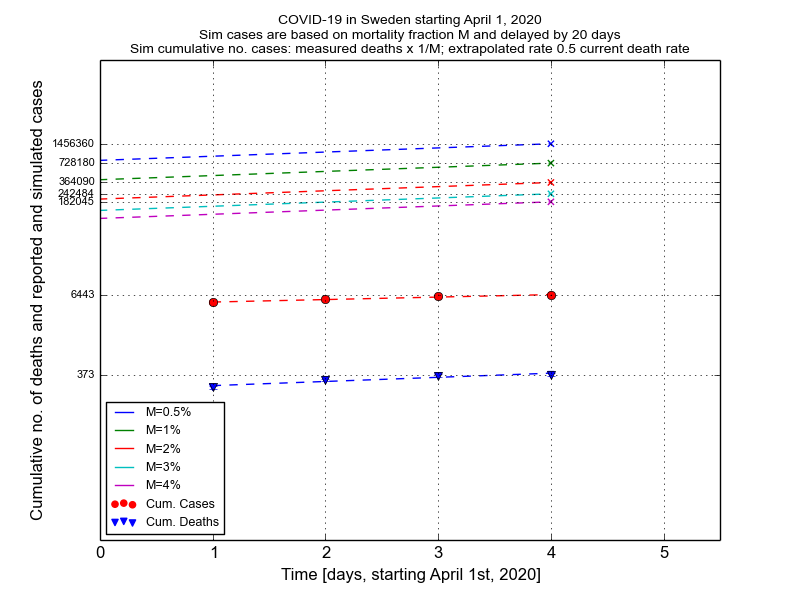 COVID-19 in Sweden starting April 1, 2020
Sim cases are based on mortality fraction M and delayed by 20 days
Sim cumulative no. cases: measured deaths x 1/M; extrapolated rate 0.5 current death rate
Cumulative no. of deaths and reported and simulated cases
1456360
728180
364090
242484
182045
6443
373
M=0.5%
M=1%
M=2%
M=3%
M=4%
Cum. Cases
Cum. Deaths
0 1 2 3 4 5
Time [days, starting April 1st, 2020]